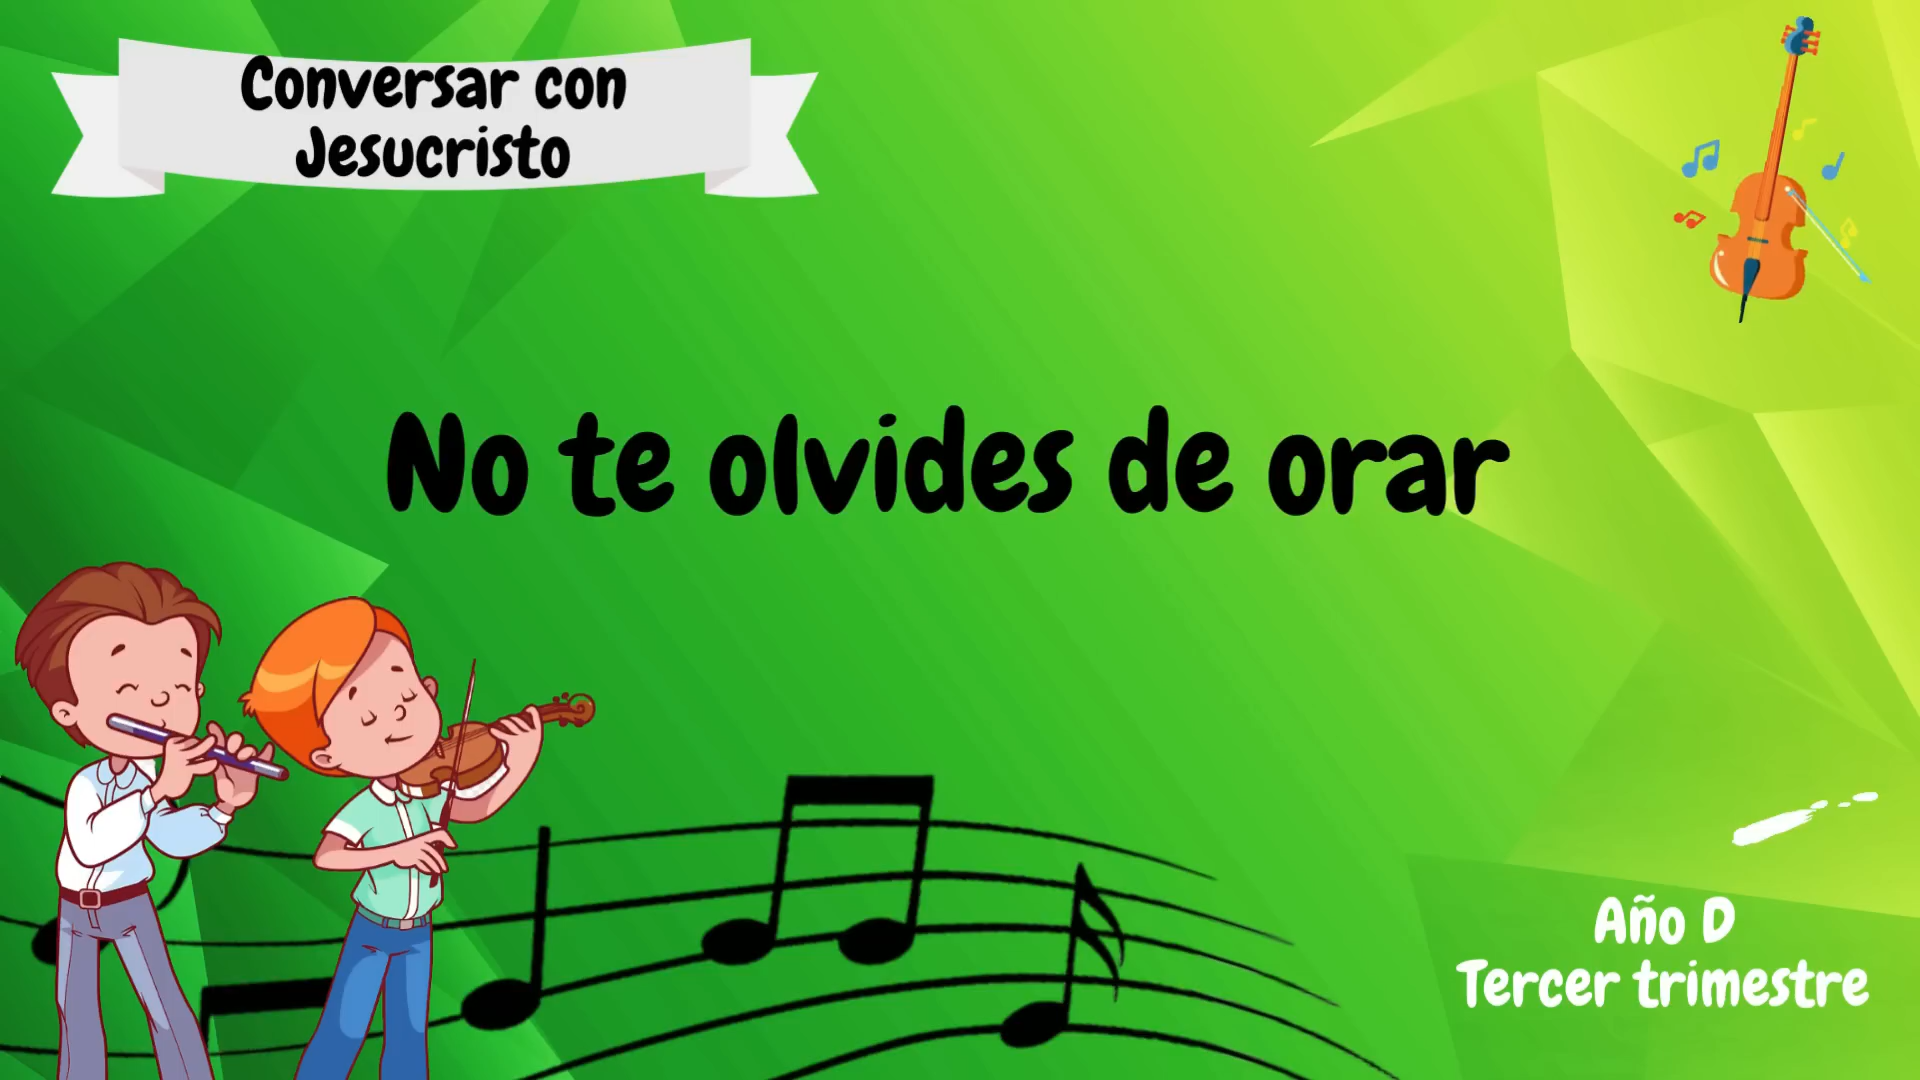 Conversar con
Jesucristo
No te olvides de orar
Año D
Tercer trimestre